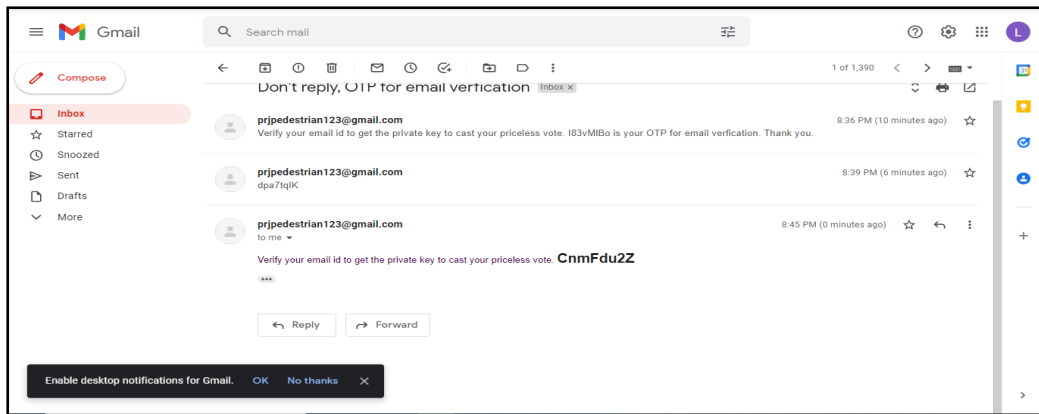 Gmail
Search mail
L
Compose
1 of 1,390
Don't reply, OTP for email verfication Inbox ×
Inbox
Starred
Snoozed
Sent
Drafts
More
prjpedestrian123@gmail.com 8:36 PM (10 minutes ago)
Verify your email id to get the private key to cast your priceless vote. I83vMIBo is your OTP for email verfication. Thank you.
prjpedestrian123@gmail.com 8:39 PM (6 minutes ago)
dpa7tqIK
prjpedestrian123@gmail.com 8:45 PM (0 minutes ago)
to me
Verify your email id to get the private key to cast your priceless vote. CnmFdu2Z
Reply Forward
Enable desktop notifications for Gmail. OK No thanks